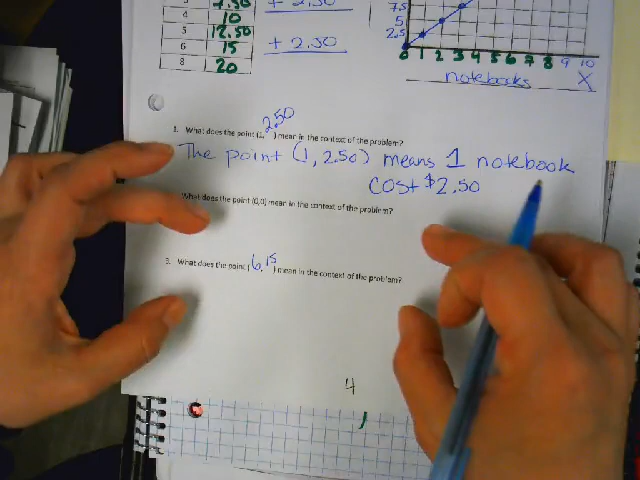 7.50 + 2.50
4 10
5 12.50
6 15 + 2.50
8 20
7.5
5
2.5
0 1 2 3 4 5 6 7 8 9 10
notebooks X
1. What does the point (1, 2.50 ) mean in the context of the problem?
The point (1, 2.50) means 1 notebook
cost $2.50
What does the point (0,0) mean in the context of the problem?
3. What does the point ( 6, 15 ) mean in the context of the problem?
4